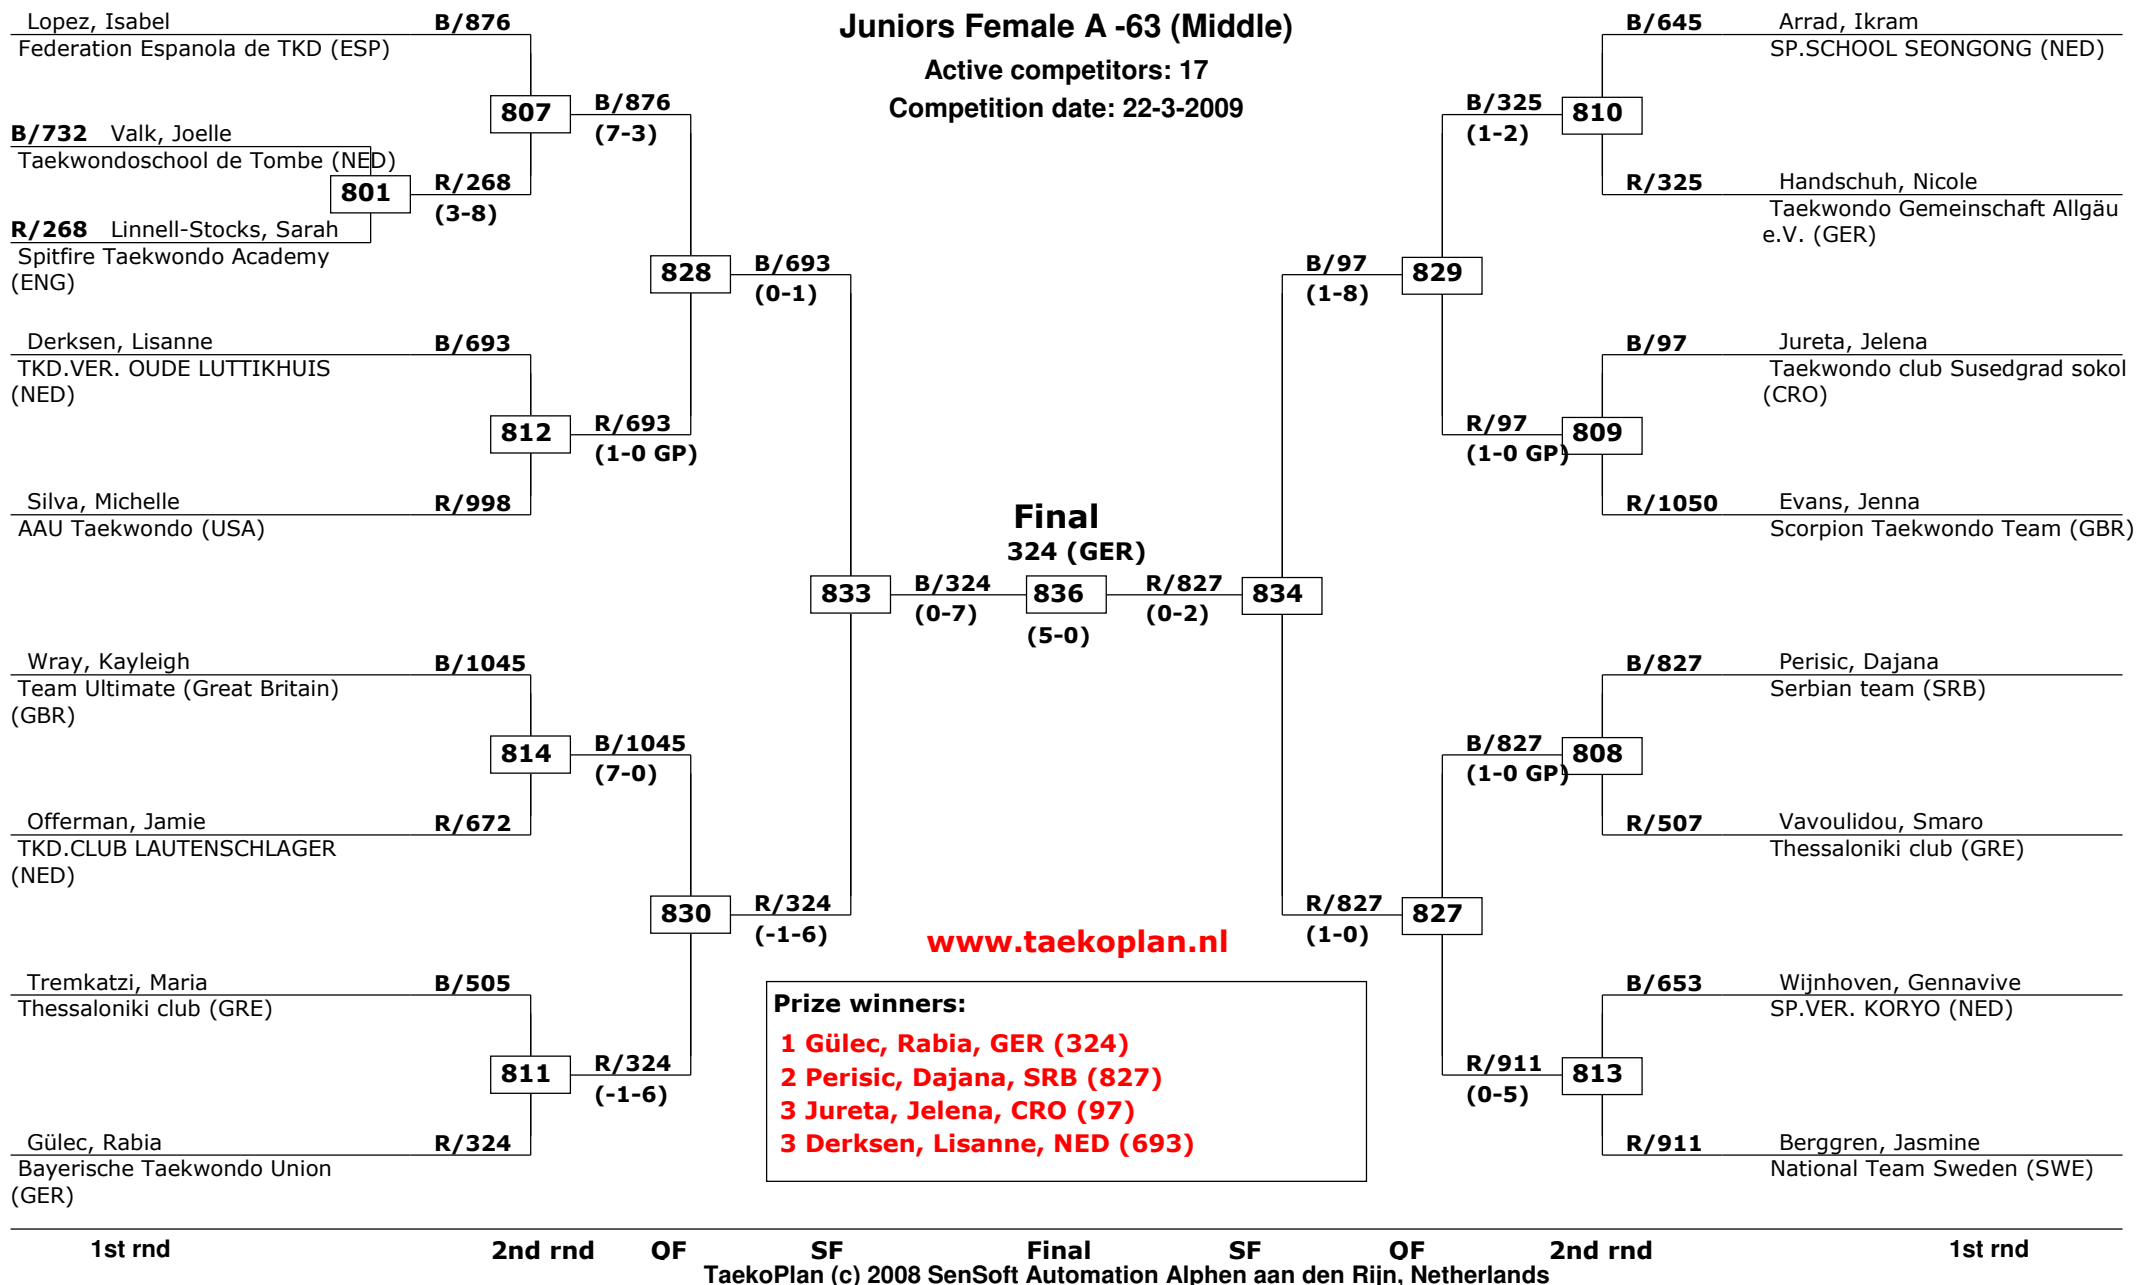 Juniors Female A -63 (Middle)
Active competitors: 17
Competition date: 22-3-2009
Lopez, Isabel
B/876
Federation Espanola de TKD (ESP)
807
B/876
(7-3)
B/732
Valk, Joelle
Taekwondoschool de Tombe (NED)
801
R/268
(3-8)
R/268
Linnell-Stocks, Sarah
Spitfire Taekwondo Academy
(ENG)
828
B/693
(0-1)
Derksen, Lisanne
B/693
TKD.VER. OUDE LUTTIKHUIS
(NED)
812
R/693
(1-0 GP)
Silva, Michelle
R/998
AAU Taekwondo (USA)
833
B/324
(0-7)
Wray, Kayleigh
B/1045
Team Ultimate (Great Britain)
(GBR)
814
B/1045
(7-0)
Offerman, Jamie
R/672
TKD.CLUB LAUTENSCHLAGER
(NED)
830
R/324
(-1-6)
Tremkatzi, Maria
B/505
Thessaloniki club (GRE)
811
R/324
(-1-6)
Gülec, Rabia
R/324
Bayerische Taekwondo Union
(GER)
Final
324 (GER)
836
(5-0)
B/645
Arrad, Ikram
SP.SCHOOL SEONGONG (NED)
B/325
(1-2)
810
R/325
Handschuh, Nicole
Taekwondo Gemeinschaft Allgäu
e.V. (GER)
B/97
(1-8)
829
B/97
Jureta, Jelena
Taekwondo club Susedgrad sokol
(CRO)
R/97
(1-0 GP)
809
R/1050
Evans, Jenna
Scorpion Taekwondo Team (GBR)
R/827
(0-2)
834
B/827
Perisic, Dajana
Serbian team (SRB)
B/827
(1-0 GP)
808
R/507
Vavoulidou, Smaro
Thessaloniki club (GRE)
R/827
(1-0)
827
B/653
Wijnhoven, Gennavive
SP.VER. KORYO (NED)
R/911
(0-5)
813
R/911
Berggren, Jasmine
National Team Sweden (SWE)
www.taekoplan.nl
Prize winners:
1 Gülec, Rabia, GER (324)
2 Perisic, Dajana, SRB (827)
3 Jureta, Jelena, CRO (97)
3 Derksen, Lisanne, NED (693)
1st rnd 2nd rnd QF SF Final SF QF 2nd rnd 1st rnd
TaekoPlan (c) 2008 SenSoft Automation Alphen aan den Rijn, Netherlands